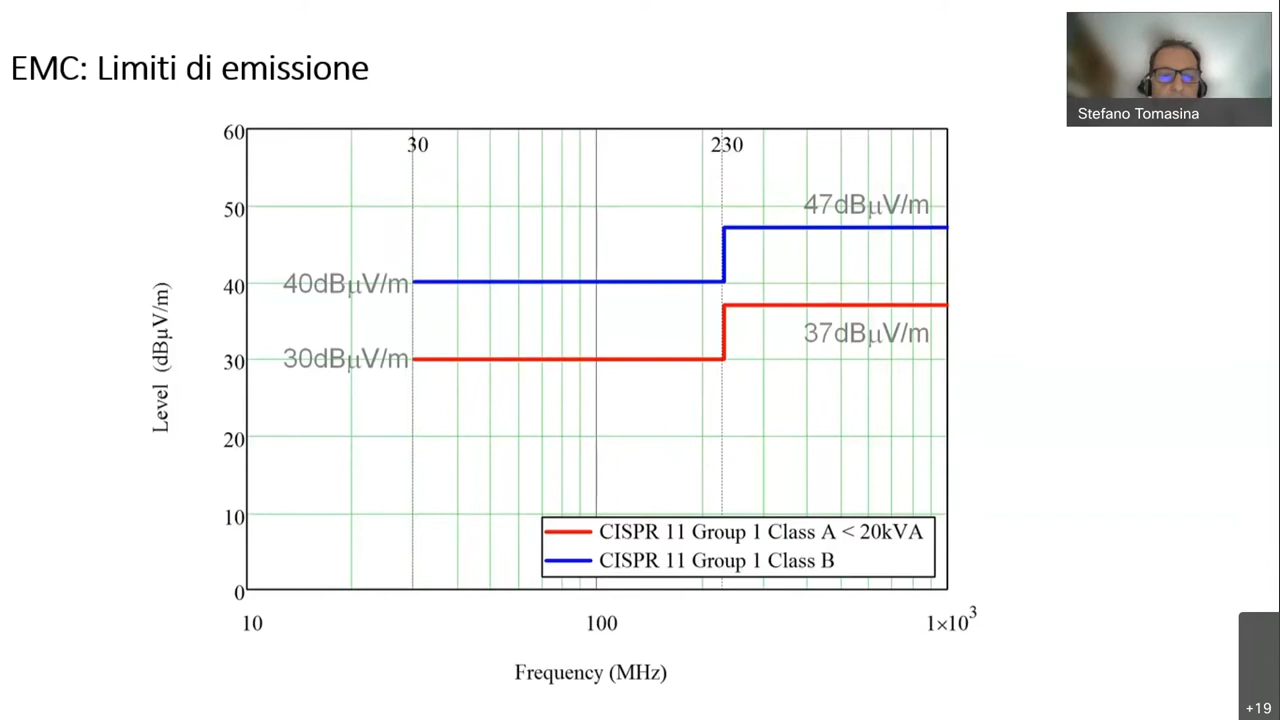 EMC: Limiti di emissione
Stefano Tomasina
60
50
40
30
20
10
0
30
230
47dBµV/m
40dBµV/m
37dBµV/m
30dBµV/m
Level (dBµV/m)
CISPR 11 Group 1 Class A < 20kVA
CISPR 11 Group 1 Class B
10
100
1×10³
Frequency (MHz)
+19